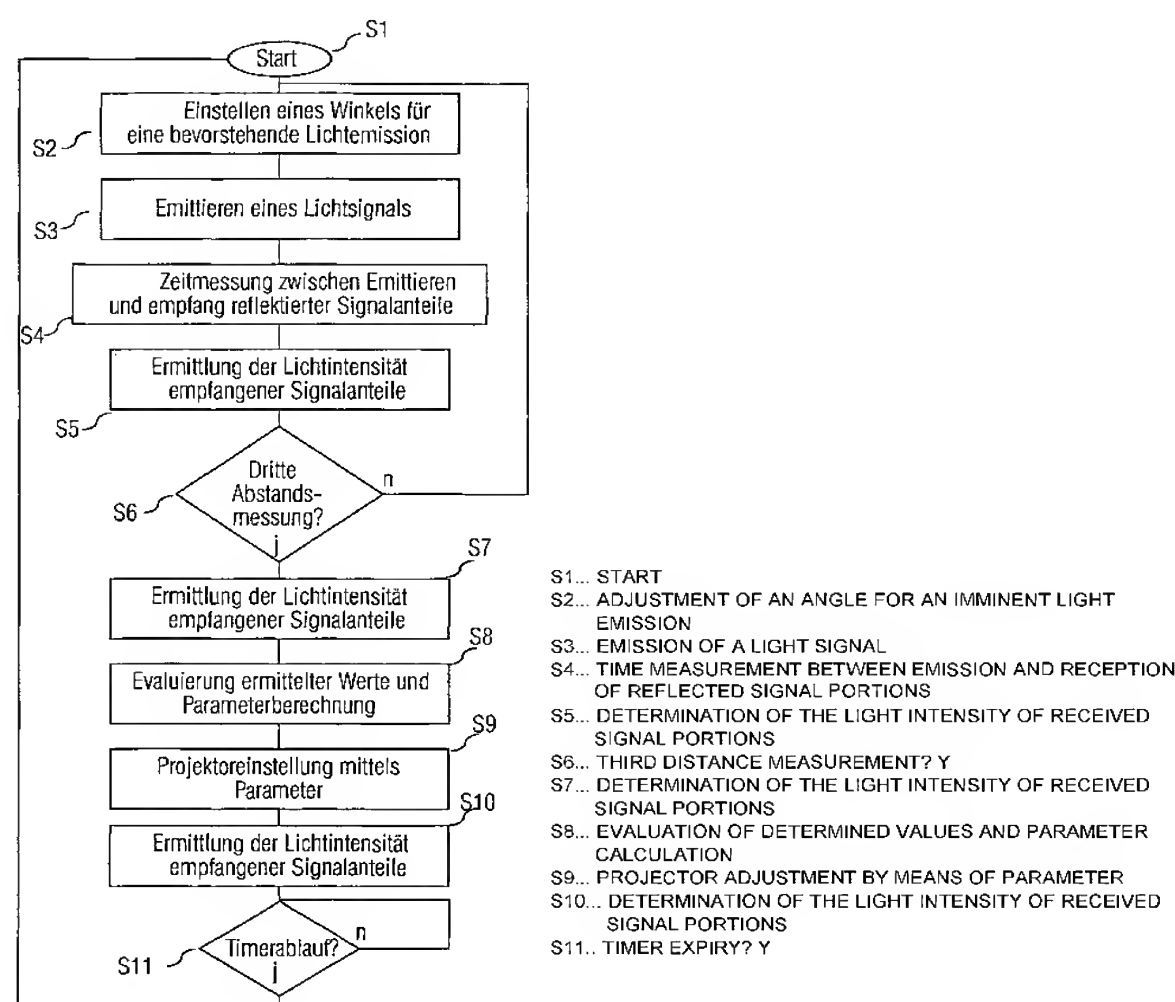 S1
Start
Einstellen eines Winkels für
eine bevorstehende Lichtemission
S2
Emittieren eines Lichtsignals
S3
Zeitmessung zwischen Emittieren
und empfang reflektierter Signalanteile
S4
Ermittlung der Lichtintensität
empfangener Signalanteile
S5
Dritte
Abstands-
messung?
n
S6
j
S7
Ermittlung der Lichtintensität
empfangener Signalanteile
S8
Evaluierung ermittelter Werte und
Parameterberechnung
S9
Projektoreinstellung mittels
Parameter
S10
Ermittlung der Lichtintensität
empfangener Signalanteile
Timerablauf?
n
S11
j
S1... START
S2... ADJUSTMENT OF AN ANGLE FOR AN IMMINENT LIGHT
EMISSION
S3... EMISSION OF A LIGHT SIGNAL
S4... TIME MEASUREMENT BETWEEN EMISSION AND RECEPTION
OF REFLECTED SIGNAL PORTIONS
S5... DETERMINATION OF THE LIGHT INTENSITY OF RECEIVED
SIGNAL PORTIONS
S6... THIRD DISTANCE MEASUREMENT? Y
S7... DETERMINATION OF THE LIGHT INTENSITY OF RECEIVED
SIGNAL PORTIONS
S8... EVALUATION OF DETERMINED VALUES AND PARAMETER
CALCULATION
S9... PROJECTOR ADJUSTMENT BY MEANS OF PARAMETER
S10... DETERMINATION OF THE LIGHT INTENSITY OF RECEIVED
SIGNAL PORTIONS
S11.. TIMER EXPIRY? Y